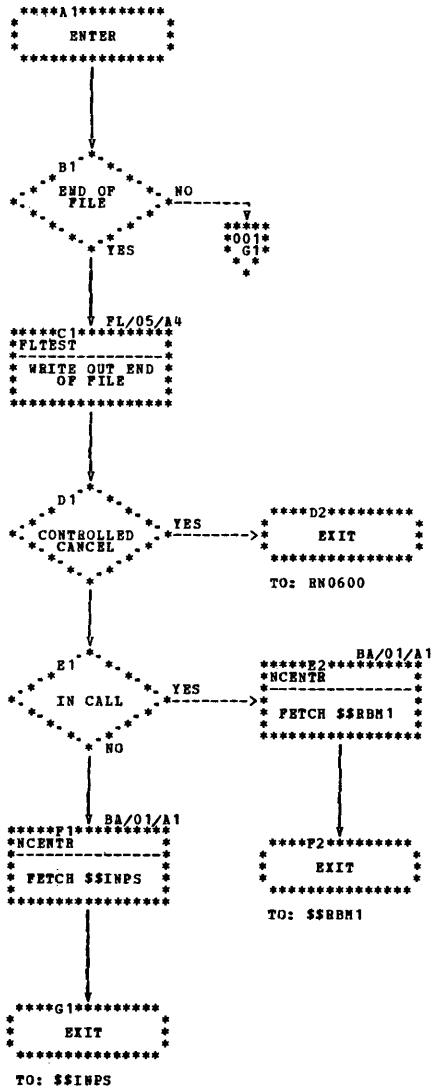 A1
ENTER
B1
END OF
FILE
NO
YES
001
G1
FL/05/A4
C1
FLTEST
WRITE OUT END
OF FILE
D1
CONTROLLED
CANCEL
YES
D2
EXIT
TO: RN0600
E1
IN CALL
YES
NO
BA/01/A1
E2
NCENTR
FETCH $$RBM1
BA/01/A1
F1
NCENTR
FETCH $$INPS
F2
EXIT
TO: $$RBM1
G1
EXIT
TO: $$INPS